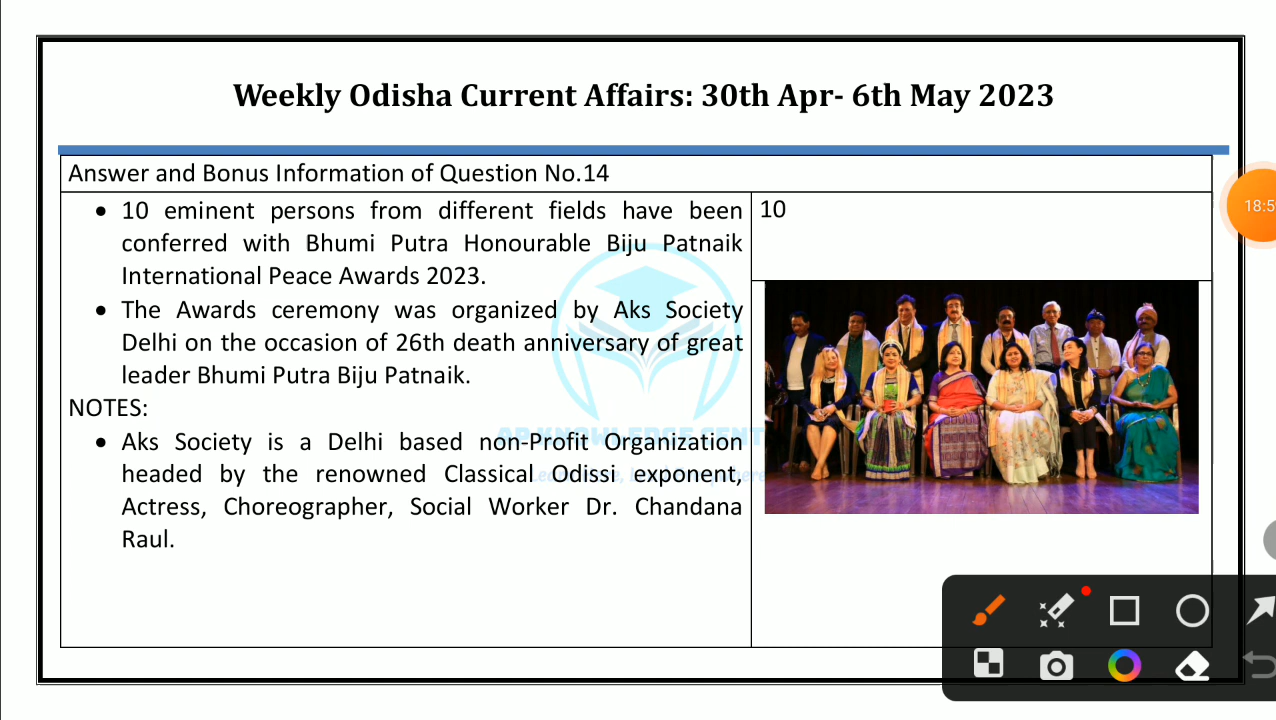 Weekly Odisha Current Affairs: 30th Apr- 6th May 2023
Answer and Bonus Information of Question No.14
• 10 eminent persons from different fields have been
conferred with Bhumi Putra Honourable Biju Patnaik
International Peace Awards 2023.
• The Awards ceremony was organized by Aks Society
Delhi on the occasion of 26th death anniversary of great
leader Bhumi Putra Biju Patnaik.
NOTES:
• Aks Society is a Delhi based non-Profit Organization
headed by the renowned Classical Odissi exponent,
Actress, Choreographer, Social Worker Dr. Chandana
Raul.
10